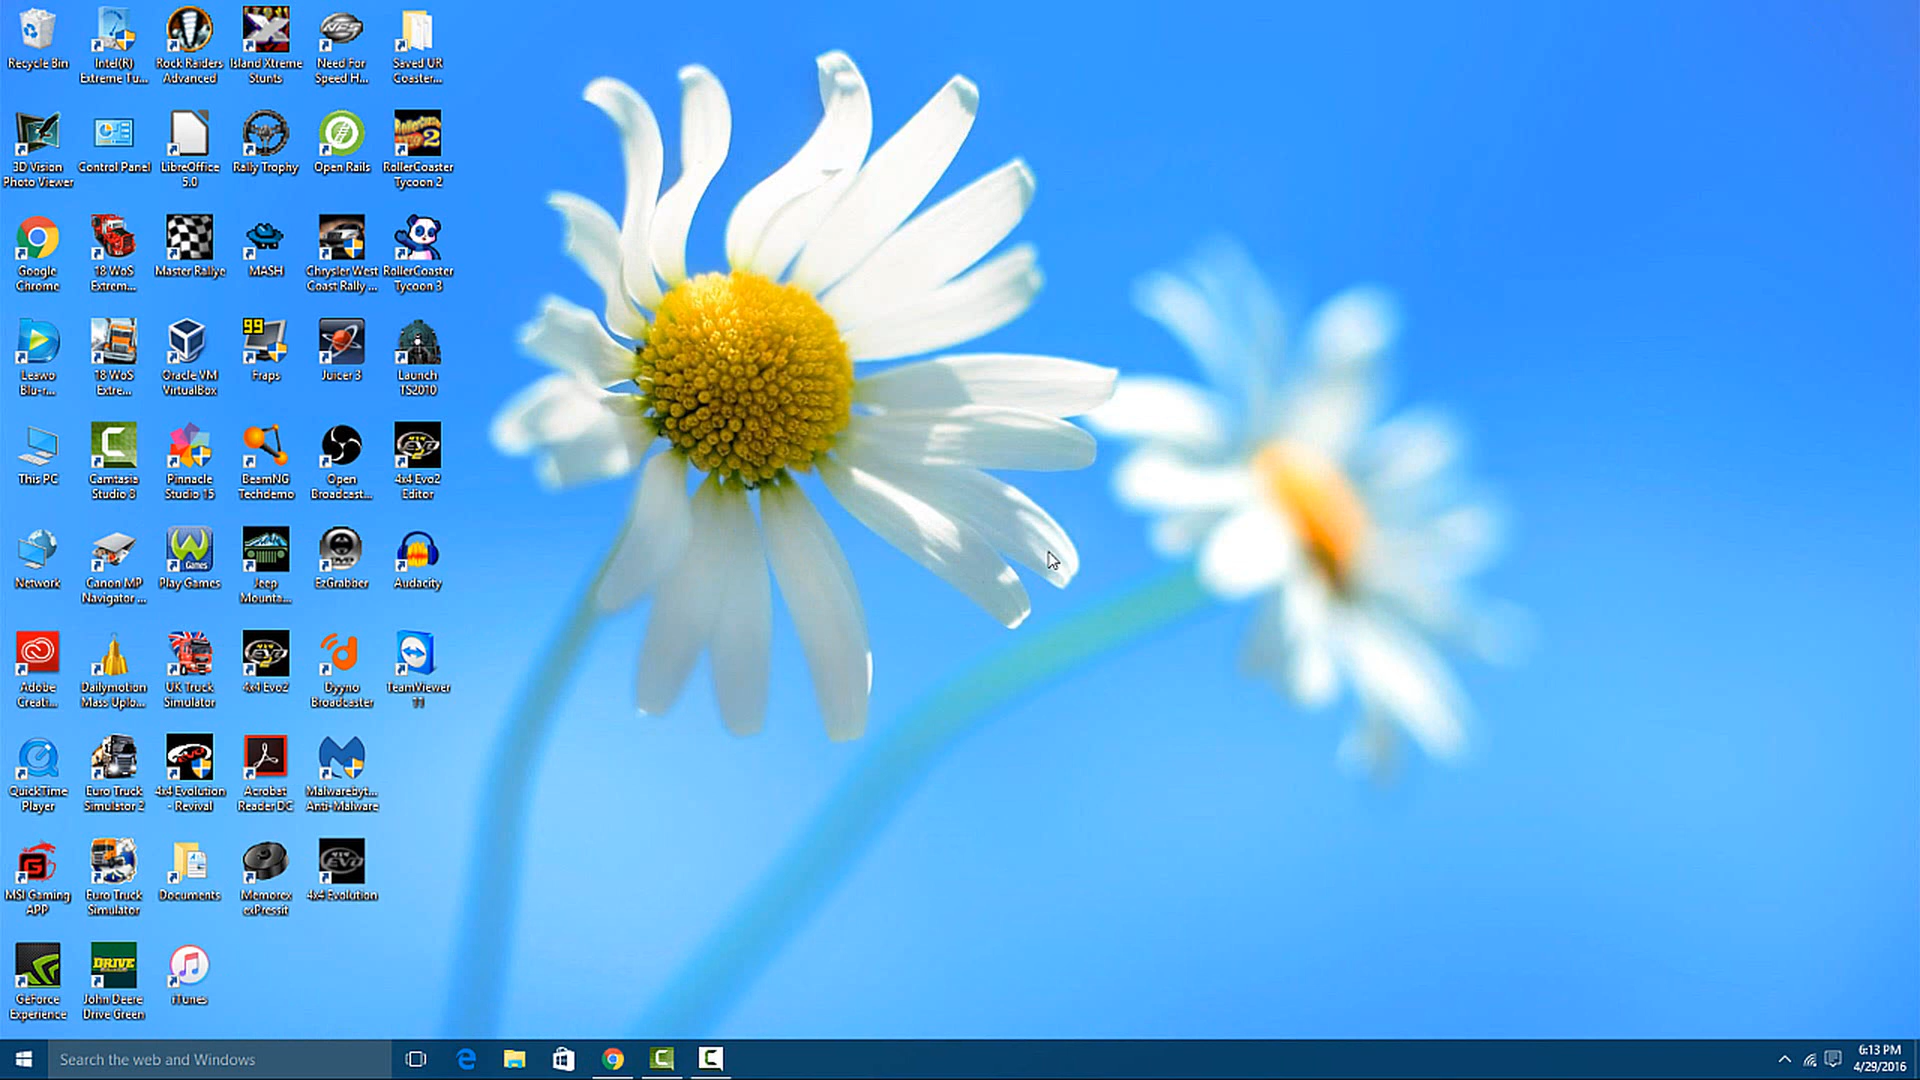 Recycle Bin
Intel(R)
Extreme Tu...
Rock Raiders
Advanced
Island Xtreme
Stunts
Need For
Speed H...
Saved UR
Coaster...
3D Vision
Photo Viewer
Control Panel
LibreOffice
5.0
Rally Trophy
Open Rails
RollerCoaster
Tycoon 2
Google
Chrome
18 WoS
Extrem...
Master Rallye
MASH
Chrysler West
Coast Rally ...
RollerCoaster
Tycoon 3
Leawo
Blu-r...
18 WoS
Extre...
Oracle VM
VirtualBox
99
Fraps
Juicer 3
Launch
TS2010
This PC
Camtasia
Studio 8
Pinnacle
Studio 15
BeamNG
Techdemo
Open
Broadcast...
4x4 Evo2
Editor
Network
Canon MP
Navigator ...
Play Games
Jeep
Mounta...
EzGrabber
Audacity
Adobe
Creati...
Dailymotion
Mass Uplo...
UK Truck
Simulator
4x4 Evo2
Dyyno
Broadcaster
TeamViewer
11
QuickTime
Player
Euro Truck
Simulator 2
4x4 Evolution
- Revival
Acrobat
Reader DC
Malwarebyt...
Anti-Malware
MSI Gaming
APP
Euro Truck
Simulator
Documents
Memorex
exPressit
4x4 Evolution
GeForce
Experience
DRIVE
John Deere
Drive Green
iTunes
Search the web and Windows
6:13 PM
4/29/2016